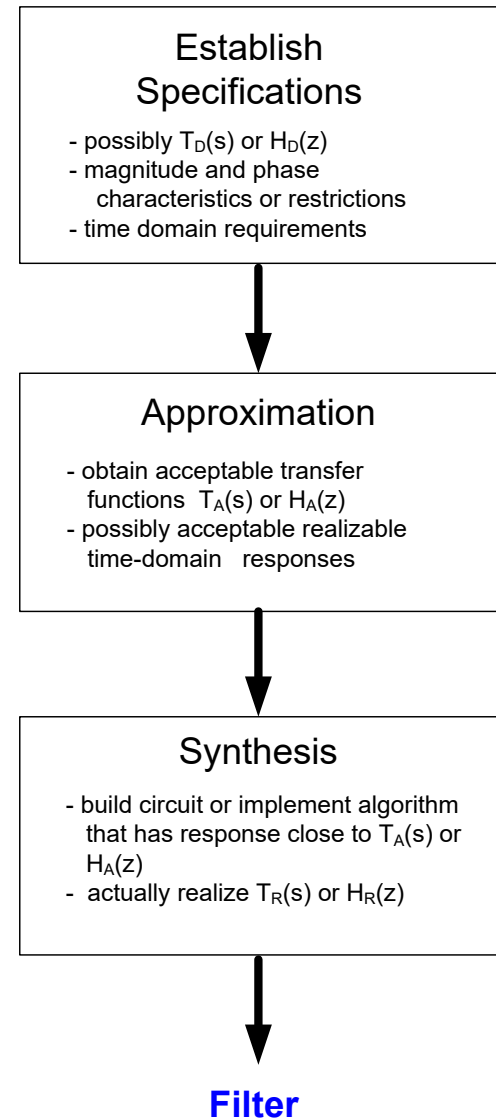 Establish
Specifications
- possibly T_D(s) or H_D(z)
- magnitude and phase
characteristics or restrictions
- time domain requirements
Approximation
- obtain acceptable transfer
functions T_A(s) or H_A(z)
- possibly acceptable realizable
time-domain responses
Synthesis
- build circuit or implement algorithm
that has response close to T_A(s) or
H_A(z)
- actually realize T_R(s) or H_R(z)
Filter